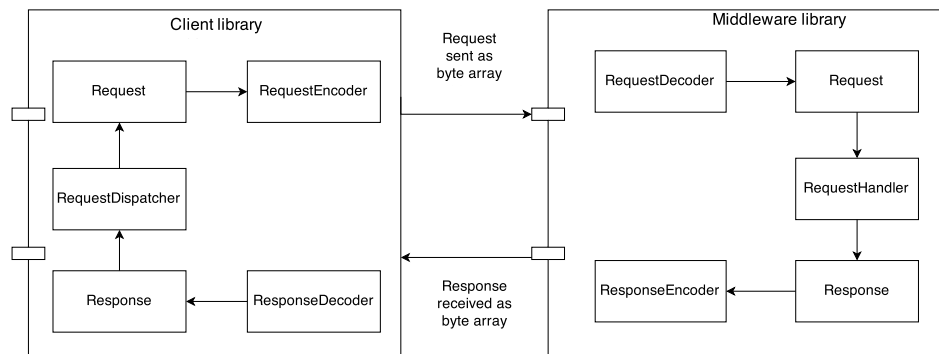 Client library
Request
RequestEncoder
RequestDispatcher
Response
ResponseDecoder
Request
sent as
byte array
Response
received as
byte array
Middleware library
RequestDecoder
Request
RequestHandler
ResponseEncoder
Response